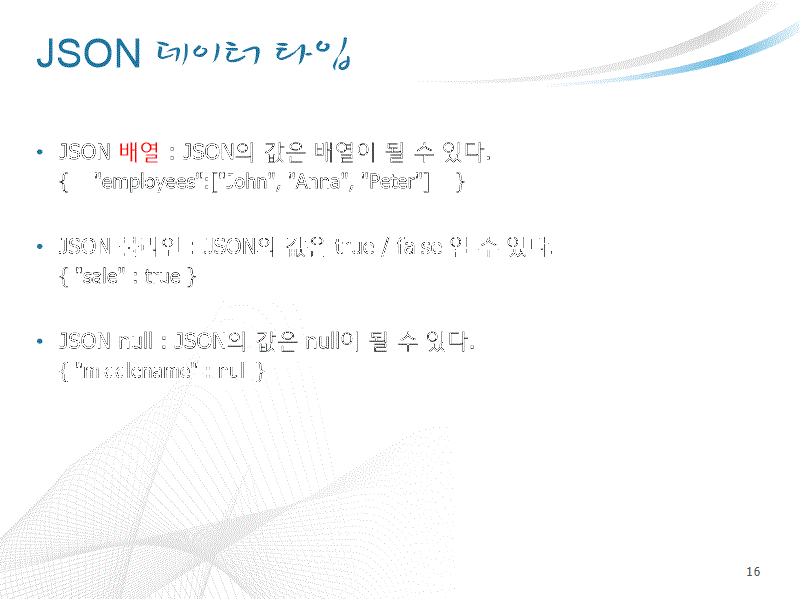 JSON 데이터 타입
• JSON 배열 : JSON의 값은 배열이 될 수 있다.
{ "employees":["John", "Anna", "Peter"] }
• JSON 불리언 : JSON의 값은 true / false 일 수 있다.
{ "sale" : true }
• JSON null : JSON의 값은 null이 될 수 있다.
{ "middlename" : null }
16